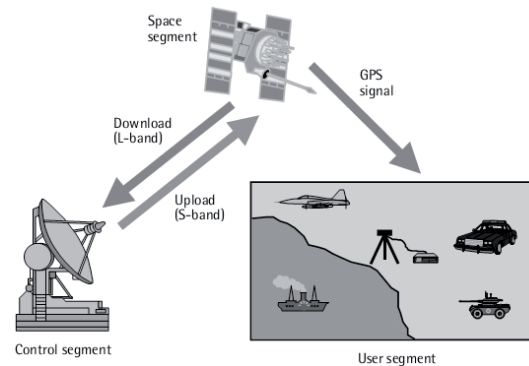 Space
segment
GPS
signal
Download
(L-band)
Upload
(S-band)
Control segment
User segment